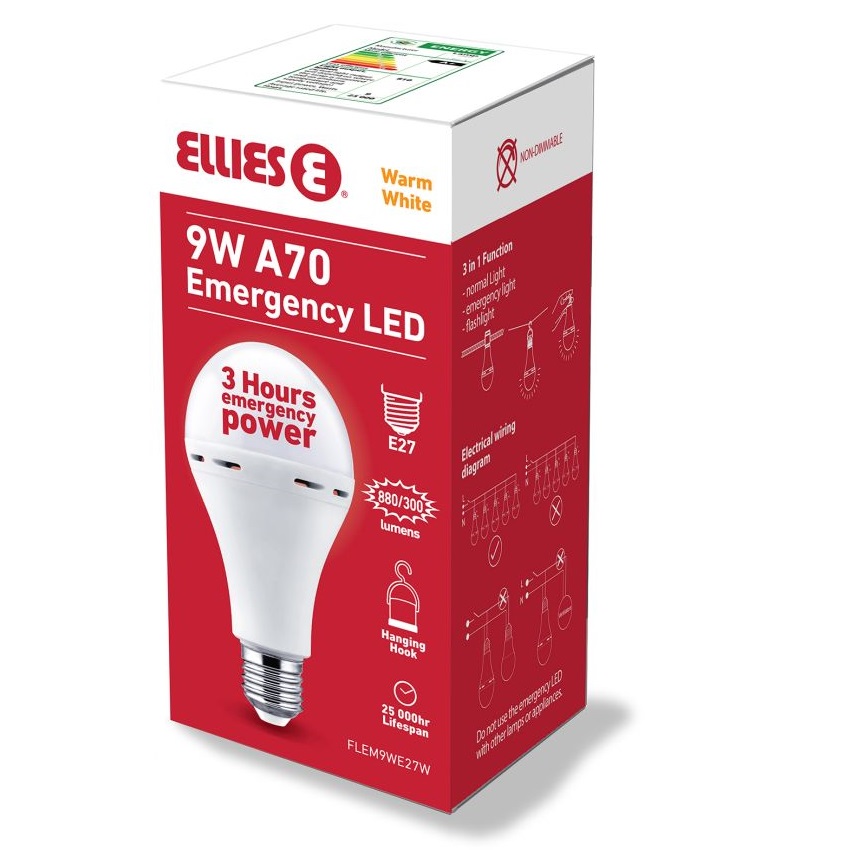 ENERGY
ELLIES E ®
Warm
White
9W A70
Emergency LED
3 Hours
emergency
power
E27
880/300
lumens
Hanging
Hook
25 000hr
Lifespan
FLEM9WE27W
NON-DIMMABLE
3 in 1 Function
- normal Light
- emergency light
- flashlight
Electrical wiring
diagram
L
N
L
N
L
N
Do not use the emergency LED
with other lamps or appliances.